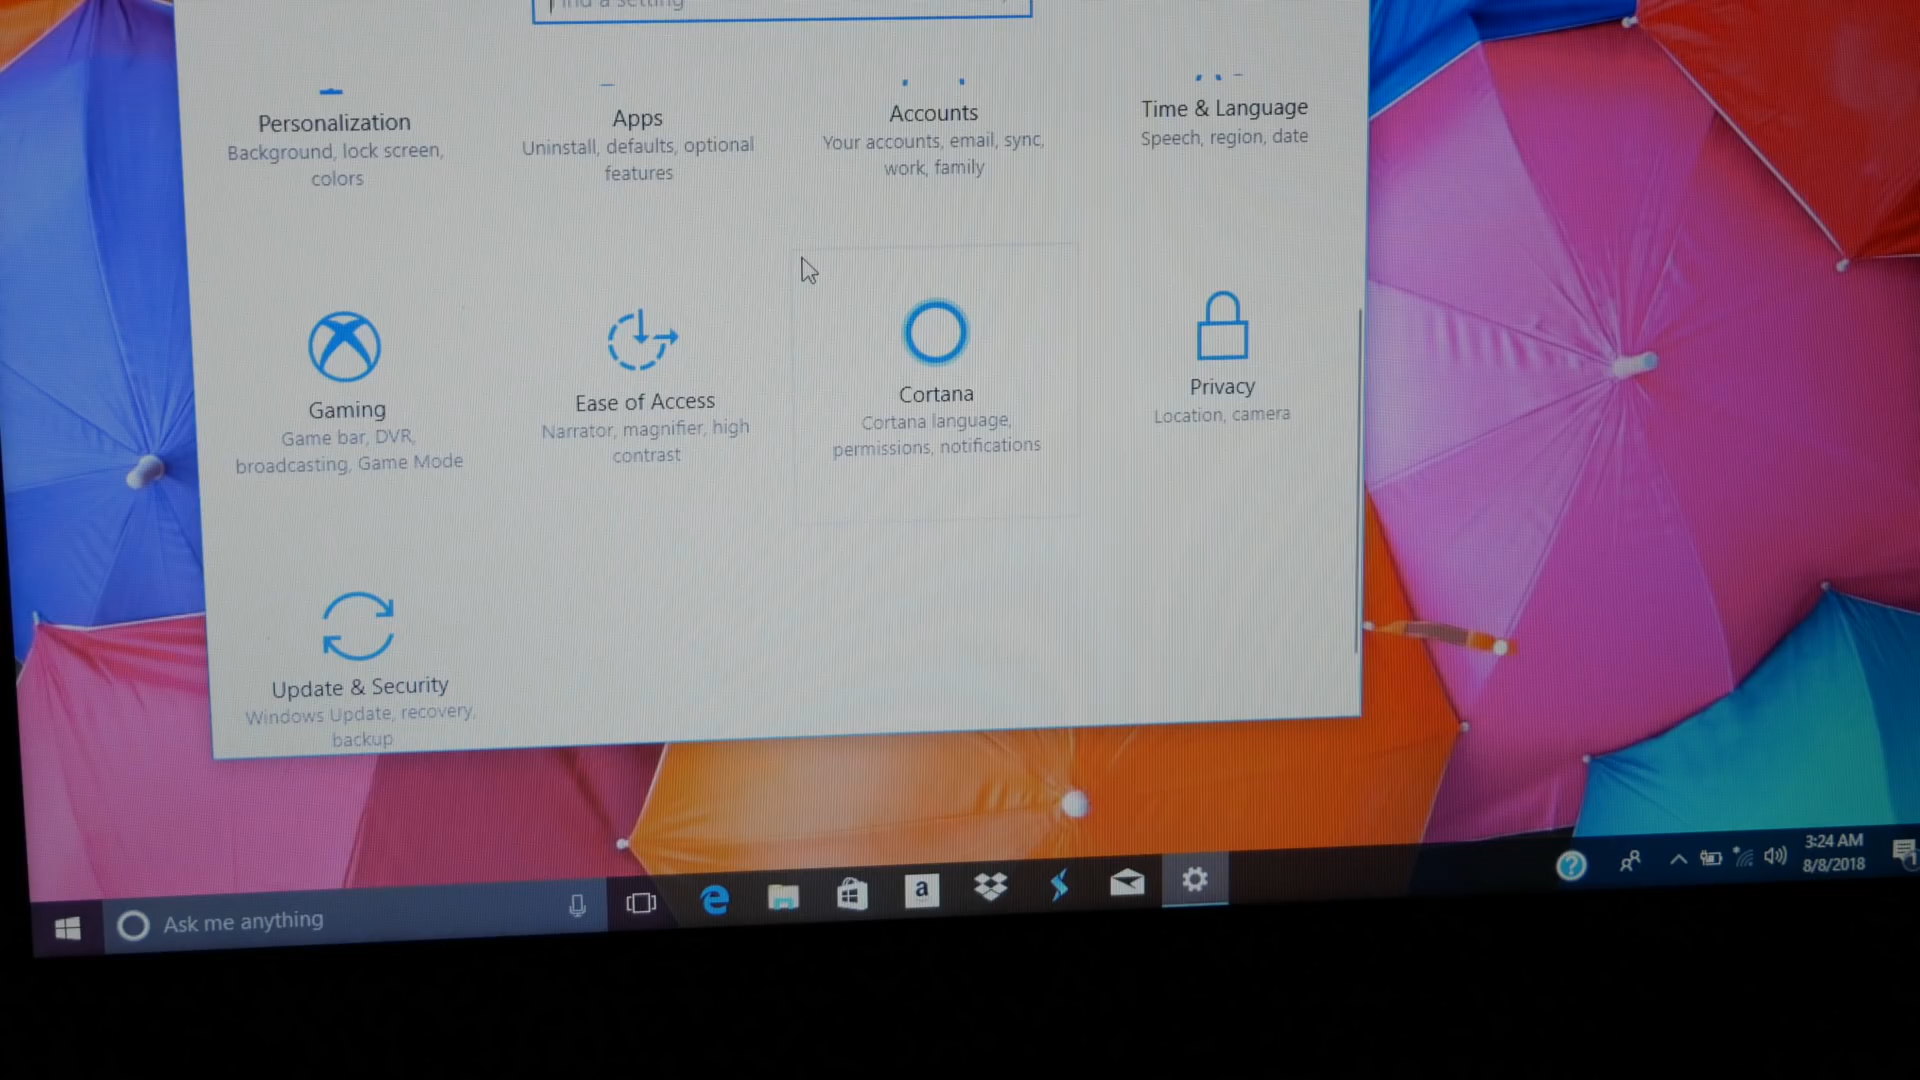 Find a setting
Personalization
Background, lock screen,
colors
Apps
Uninstall, defaults, optional
features
Accounts
Your accounts, email, sync,
work, family
Time & Language
Speech, region, date
Gaming
Game bar, DVR,
broadcasting, Game Mode
Ease of Access
Narrator, magnifier, high
contrast
Cortana
Cortana language,
permissions, notifications
Privacy
Location, camera
Update & Security
Windows Update, recovery,
backup
Ask me anything
a
?
3:24 AM
8/8/2018
1